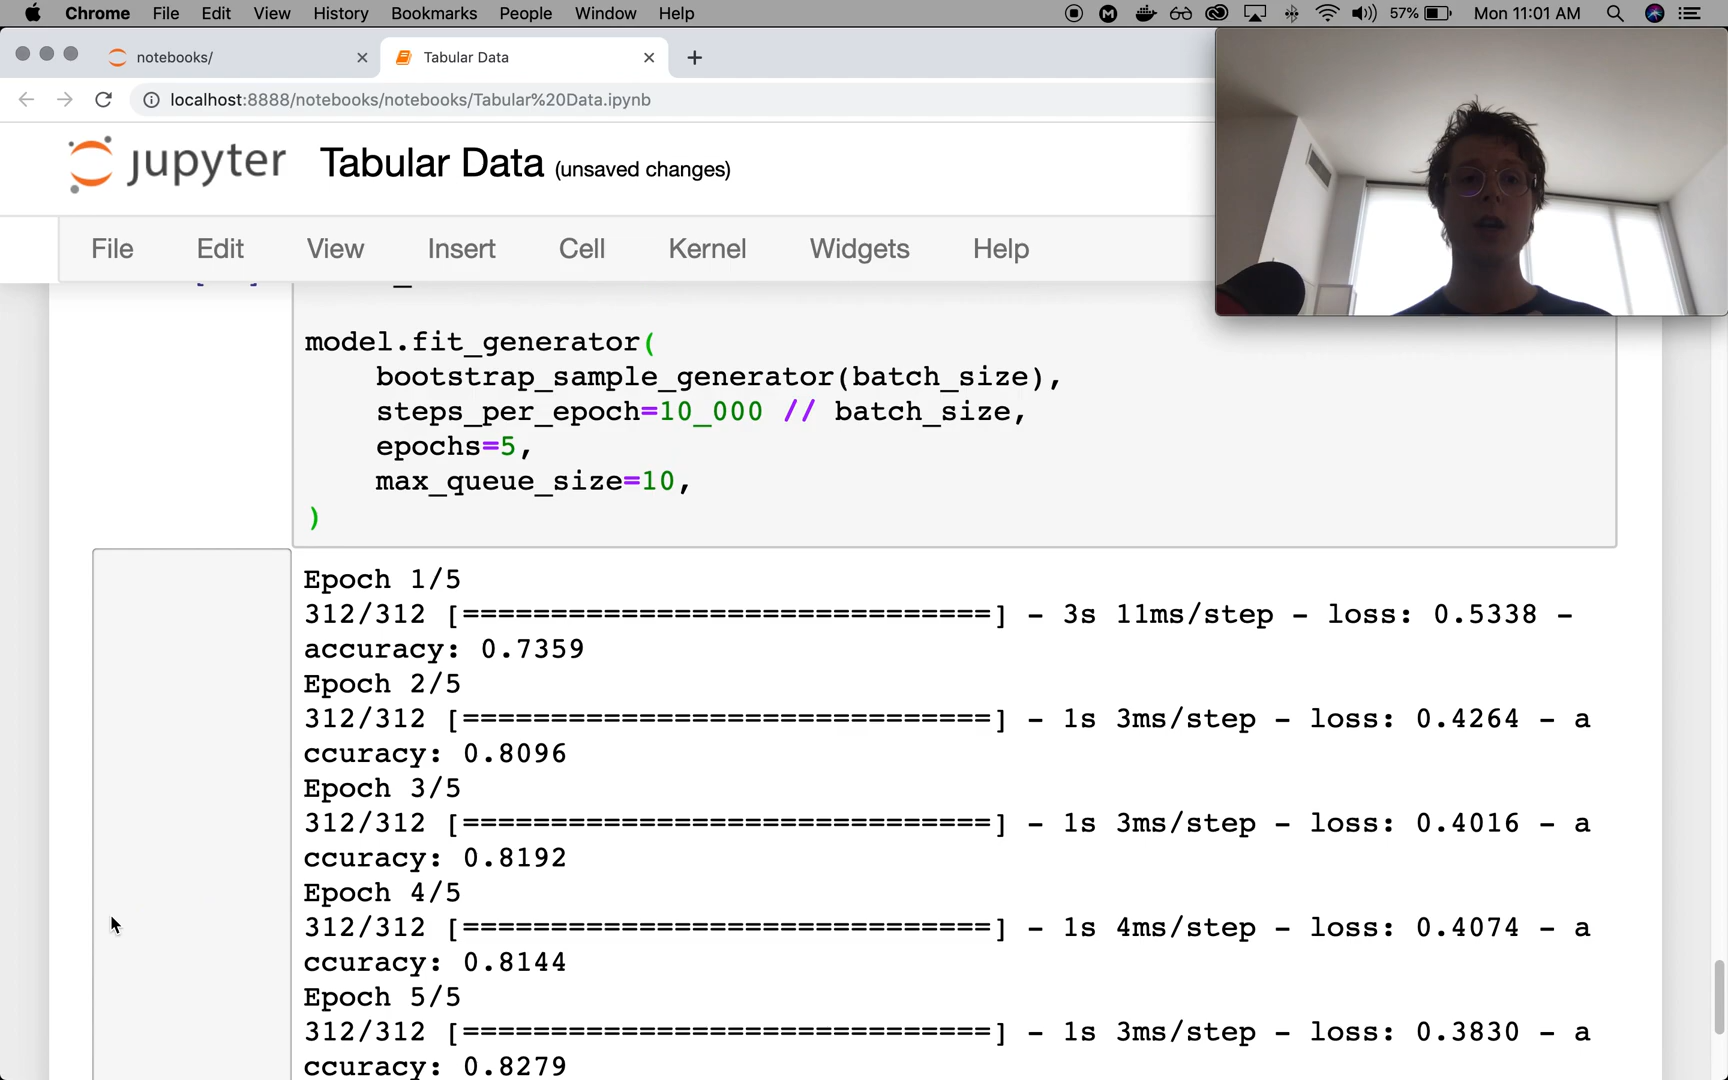 Chrome File Edit View History Bookmarks People Window Help 57% Mon 11:01 AM
notebooks/ Tabular Data
localhost:8888/notebooks/notebooks/Tabular%20Data.ipynb
jupyter Tabular Data (unsaved changes)
File Edit View Insert Cell Kernel Widgets Help
model.fit_generator(
bootstrap_sample_generator(batch_size),
steps_per_epoch=10_000 // batch_size,
epochs=5,
max_queue_size=10,
)
Epoch 1/5
312/312 [==============================] - 3s 11ms/step - loss: 0.5338 -
accuracy: 0.7359
Epoch 2/5
312/312 [==============================] - 1s 3ms/step - loss: 0.4264 - a
ccuracy: 0.8096
Epoch 3/5
312/312 [==============================] - 1s 3ms/step - loss: 0.4016 - a
ccuracy: 0.8192
Epoch 4/5
312/312 [==============================] - 1s 4ms/step - loss: 0.4074 - a
ccuracy: 0.8144
Epoch 5/5
312/312 [==============================] - 1s 3ms/step - loss: 0.3830 - a
ccuracy: 0.8279